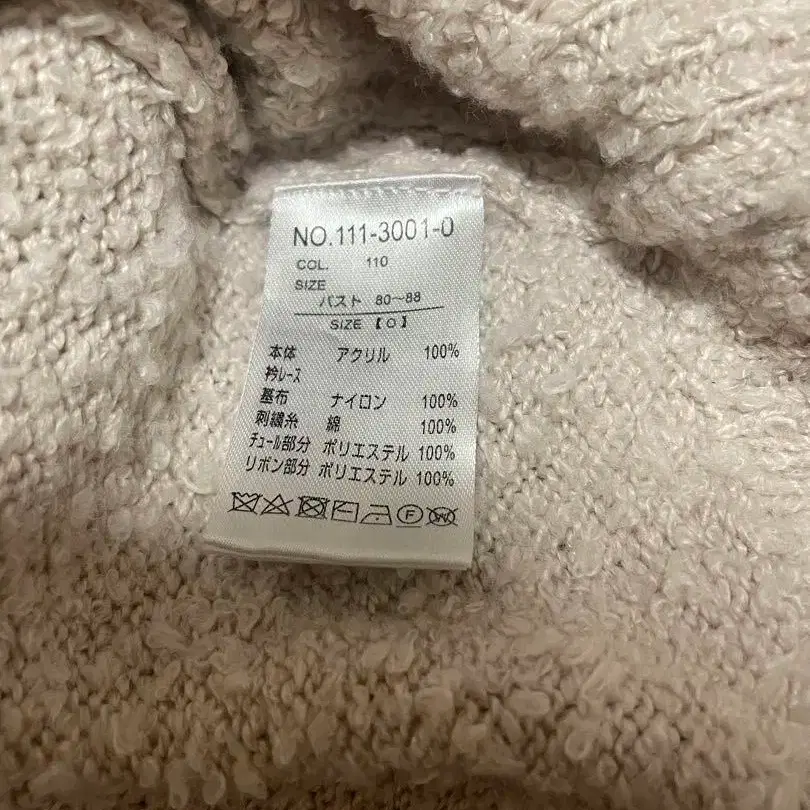 NO.111-3001-0
COL. 110
SIZE
バスト 80～88
SIZE【O】
本体 アクリル 100%
衿レース
基布 ナイロン 100%
刺繍糸 綿 100%
チュール部分 ポリエステル 100%
リボン部分 ポリエステル 100%
F W